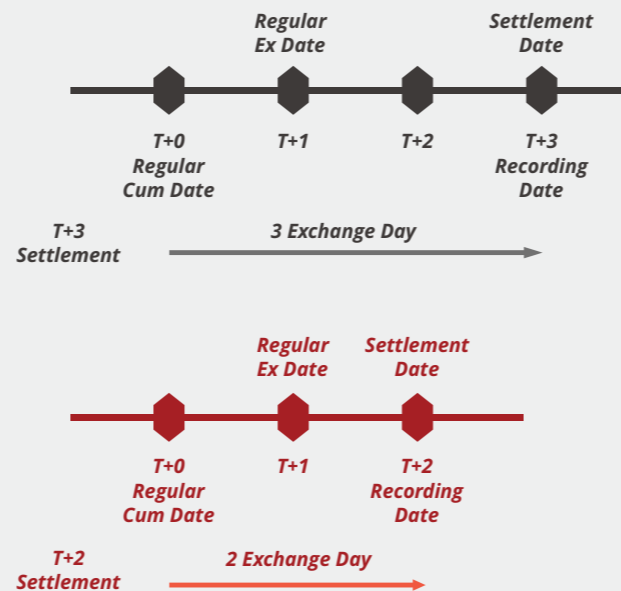 Regular
Ex Date
Settlement
Date
T+0
Regular
Cum Date
T+1
T+2
T+3
Recording
Date
T+3
Settlement
3 Exchange Day
Regular
Ex Date
Settlement
Date
T+0
Regular
Cum Date
T+1
T+2
Recording
Date
T+2
Settlement
2 Exchange Day